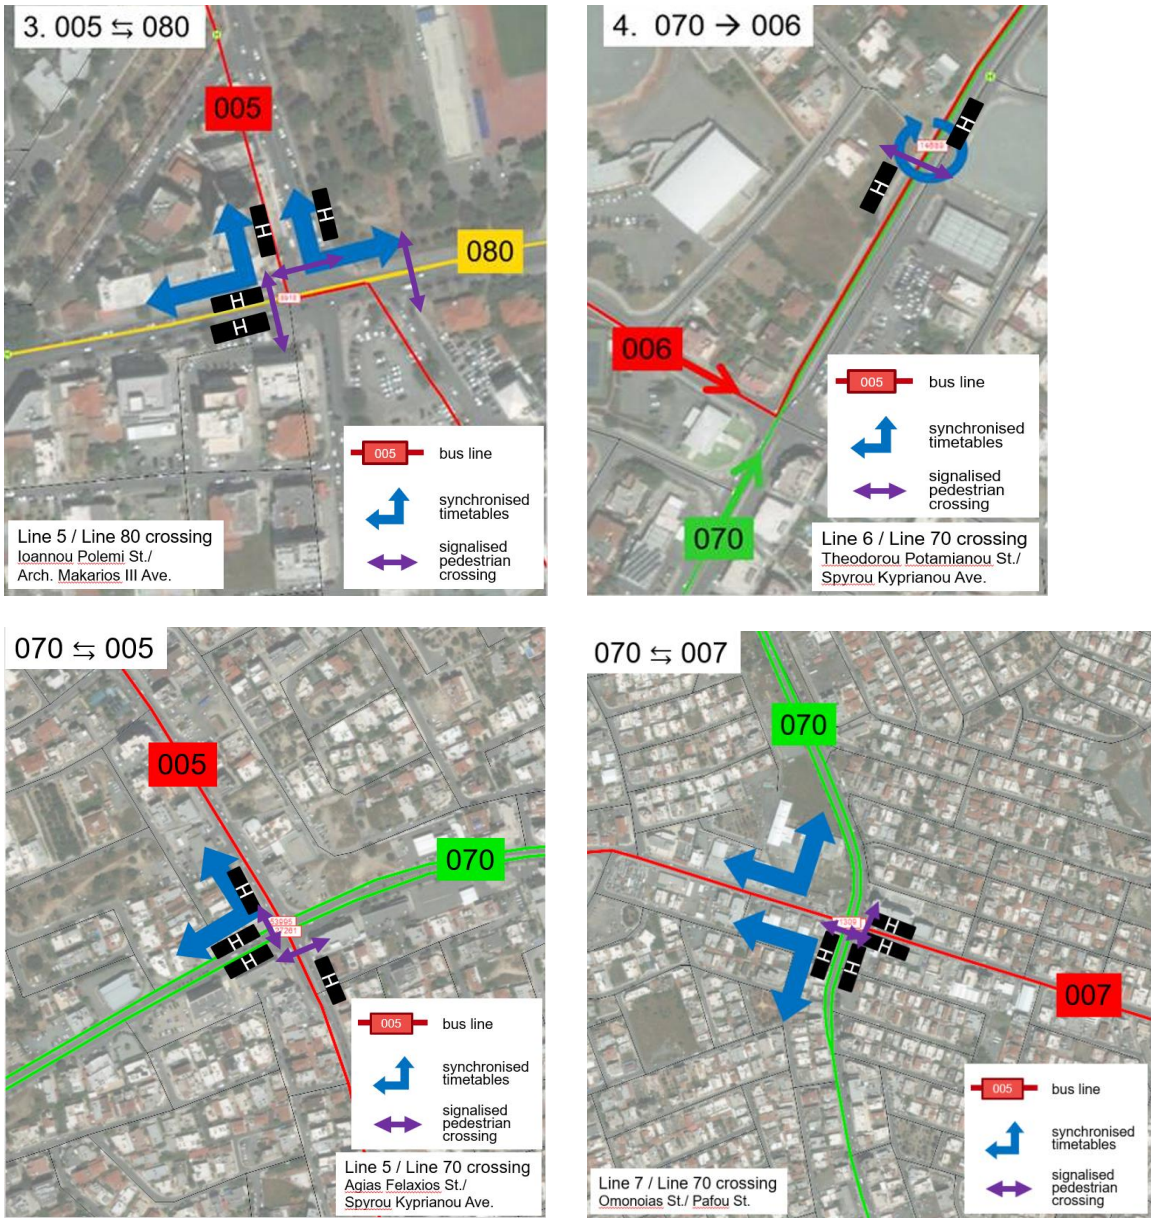 3. 005 ⇆ 080
005
080
H
H
H
H
005
bus line
synchronised
timetables
signalised
pedestrian
crossing
Line 5 / Line 80 crossing
Ioannou Polemi St./
Arch. Makarios III Ave.
4. 070 → 006
H
H
006
070
005
bus line
synchronised
timetables
signalised
pedestrian
crossing
Line 6 / Line 70 crossing
Theodorou Potamianou St./
Spyrou Kyprianou Ave.
070 ⇆ 005
005
070
H
H
H
H
005
bus line
synchronised
timetables
signalised
pedestrian
crossing
Line 5 / Line 70 crossing
Agias Felaxios St./
Spyrou Kyprianou Ave.
070 ⇆ 007
070
H
H
H
H
007
005
bus line
synchronised
timetables
signalised
pedestrian
crossing
Line 7 / Line 70 crossing
Omonoias St./ Pafou St.